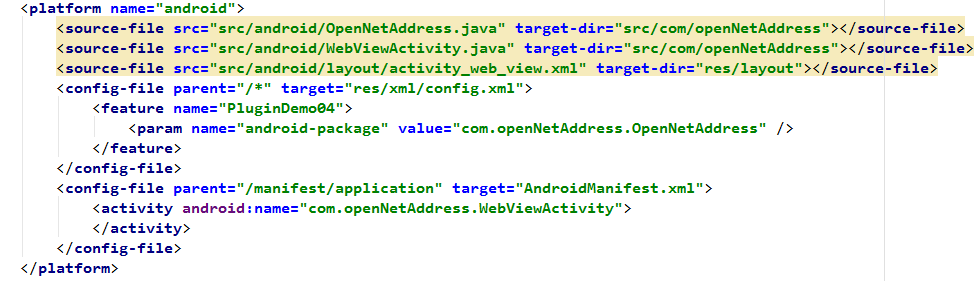 <platform name="android">
<source-file src="src/android/OpenNetAddress.java" target-dir="src/com/openNetAddress"></source-file>
<source-file src="src/android/WebViewActivity.java" target-dir="src/com/openNetAddress"></source-file>
<source-file src="src/android/layout/activity_web_view.xml" target-dir="res/layout"></source-file>
<config-file parent="/*" target="res/xml/config.xml">
<feature name="PluginDemo04">
<param name="android-package" value="com.openNetAddress.OpenNetAddress" />
</feature>
</config-file>
<config-file parent="/manifest/application" target="AndroidManifest.xml">
<activity android:name="com.openNetAddress.WebViewActivity">
</activity>
</config-file>
</platform>